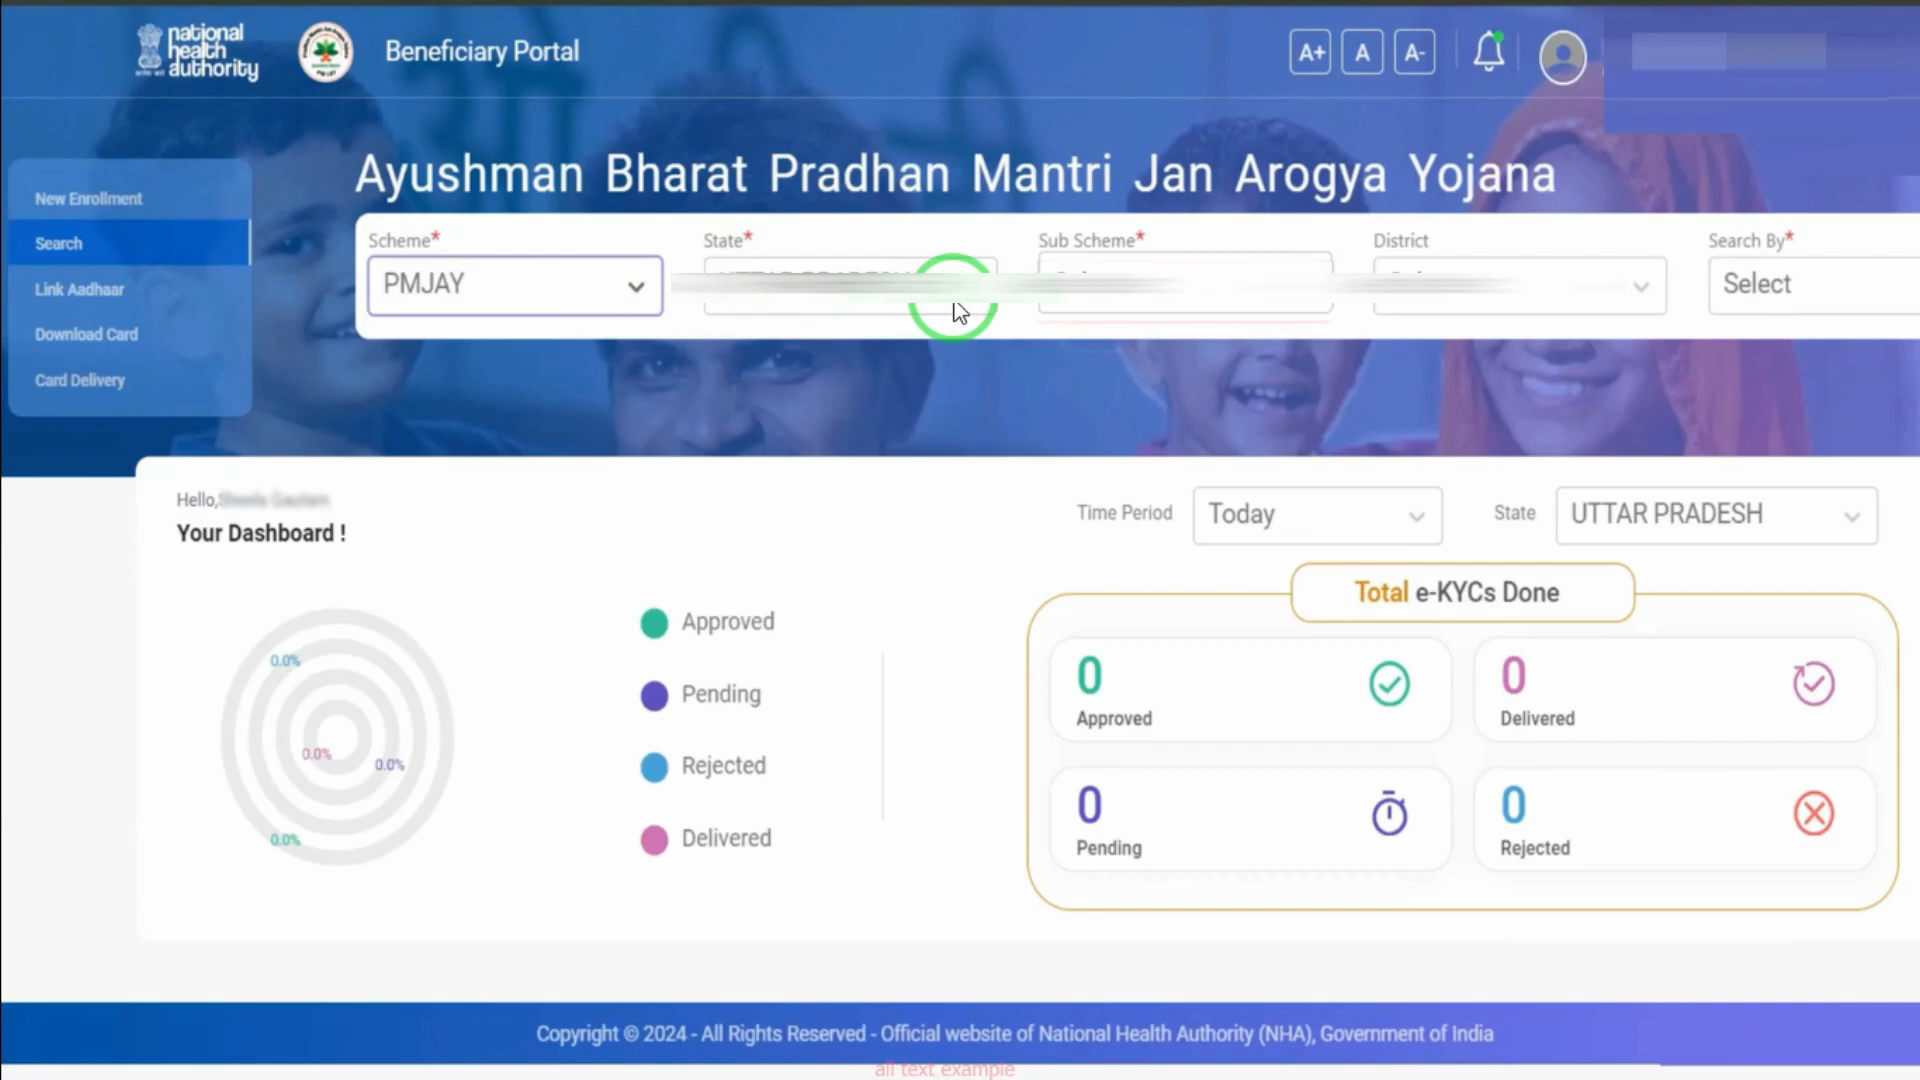 national
health
authority
Beneficiary Portal
A+ A A-
Ayushman Bharat Pradhan Mantri Jan Arogya Yojana
New Enrollment
Search
Link Aadhaar
Download Card
Card Delivery
Scheme* State* Sub Scheme* District Search By*
PMJAY Select
Hello,
Your Dashboard !
Time Period Today State UTTAR PRADESH
Total e-KYCs Done
0.0%
0.0%
0.0%
0.0%
Approved
Pending
Rejected
Delivered
0 0
Approved Delivered
0 0
Pending Rejected
Copyright © 2024 - All Rights Reserved - Official website of National Health Authority (NHA), Government of India
all text example